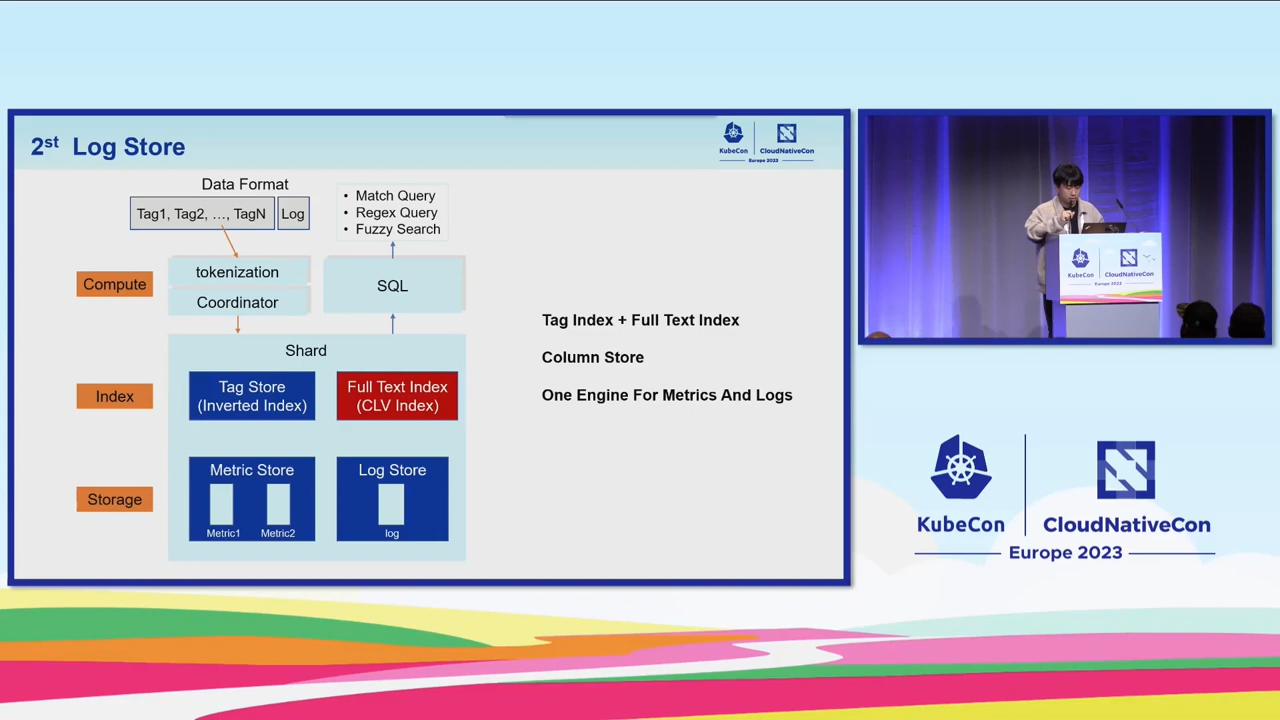 2st Log Store
KubeCon
CloudNativeCon
Europe 2023
Data Format
Tag1, Tag2, ..., TagN
Log
• Match Query
• Regex Query
• Fuzzy Search
Compute
tokenization
Coordinator
SQL
Shard
Index
Tag Store
(Inverted Index)
Full Text Index
(CLV Index)
Storage
Metric Store
Metric1
Metric2
Log Store
log
Tag Index + Full Text Index
Column Store
One Engine For Metrics And Logs
KubeCon
CloudNativeCon
Europe 2023
KubeCon
CloudNativeCon
Europe 2023